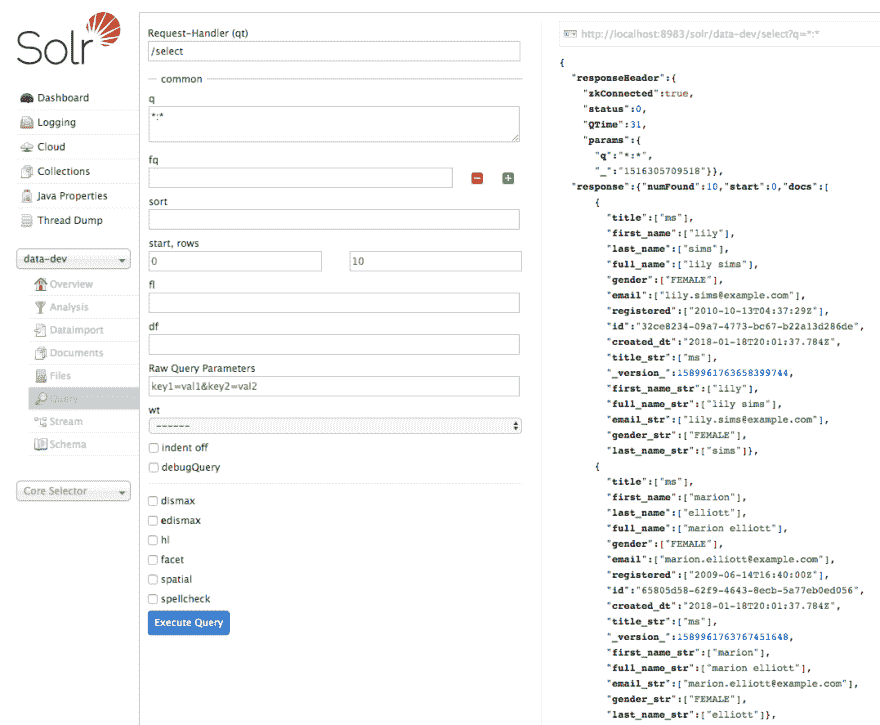 Solr
Dashboard
Logging
Cloud
Collections
Java Properties
Thread Dump
data-dev
Overview
Analysis
Dataimport
Documents
Files
Query
Stream
Schema
Core Selector
Request-Handler (qt)
/select
common
q
*:*
fq
sort
start, rows
0 10
fl
df
Raw Query Parameters
key1=val1&key2=val2
wt
------
indent off
debugQuery
dismax
edismax
hl
facet
spatial
spellcheck
Execute Query
http://localhost:8983/solr/data-dev/select?q=*:*
{
"responseHeader":{
"zkConnected":true,
"status":0,
"QTime":31,
"params":{
"q":"*:*",
"_":"1516305709518"}},
"response":{"numFound":10,"start":0,"docs":[
{
"title":["ms"],
"first_name":["lily"],
"last_name":["sims"],
"full_name":["lily sims"],
"gender":["FEMALE"],
"email":["lily.sims@example.com"],
"registered":["2010-10-13T04:37:29Z"],
"id":"32ce8234-09a7-4773-bc67-b22a13d286de",
"created_dt":"2018-01-18T20:01:37.784Z",
"title_str":["ms"],
"_version_":1589961763658399744,
"first_name_str":["lily"],
"full_name_str":["lily sims"],
"email_str":["lily.sims@example.com"],
"gender_str":["FEMALE"],
"last_name_str":["sims"]},
{
"title":["ms"],
"first_name":["marion"],
"last_name":["elliott"],
"full_name":["marion elliott"],
"gender":["FEMALE"],
"email":["marion.elliott@example.com"],
"registered":["2009-06-14T16:40:00Z"],
"id":"65805d58-62f9-4643-8ecb-5a77eb0ed056",
"created_dt":"2018-01-18T20:01:37.784Z",
"title_str":["ms"],
"_version_":1589961763767451648,
"first_name_str":["marion"],
"full_name_str":["marion elliott"],
"email_str":["marion.elliott@example.com"],
"gender_str":["FEMALE"],
"last_name_str":["elliott"]},